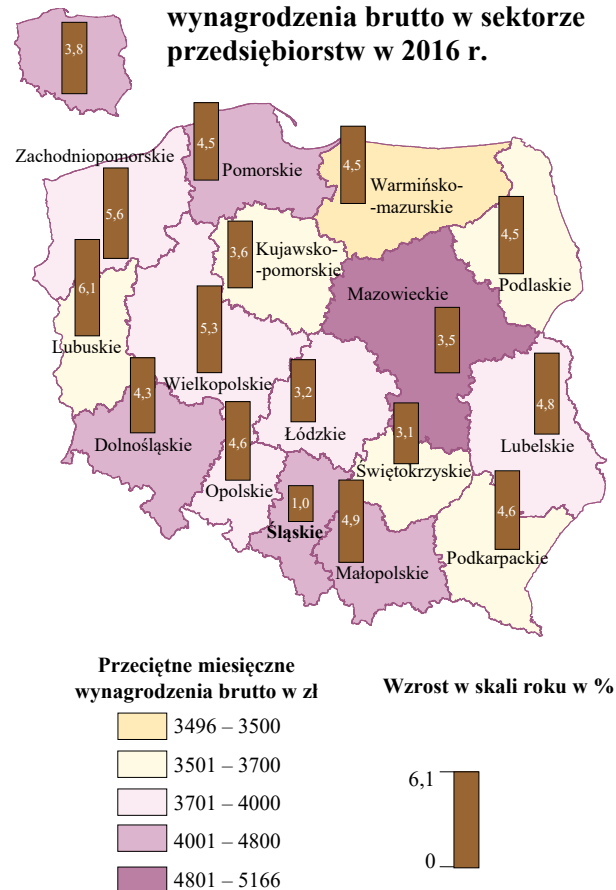 wynagrodzenia brutto w sektorze
przedsiębiorstw w 2016 r.
3,8
Zachodniopomorskie
4,5
Pomorskie
4,5
Warmińsko-
-mazurskie
5,6
3,6
Kujawsko-
-pomorskie
4,5
Podlaskie
6,1
Lubuskie
5,3
Wielkopolskie
Mazowieckie
3,5
4,3
Dolnośląskie
3,2
Łódzkie
4,8
Lubelskie
4,6
Opolskie
3,1
Swiętokrzyskie
1,0
Śląskie
4,9
Małopolskie
4,6
Podkarpackie
Przeciętne miesięczne
wynagrodzenia brutto w zł
3496 – 3500
3501 – 3700
3701 – 4000
4001 – 4800
4801 – 5166
Wzrost w skali roku w %
6,1
0